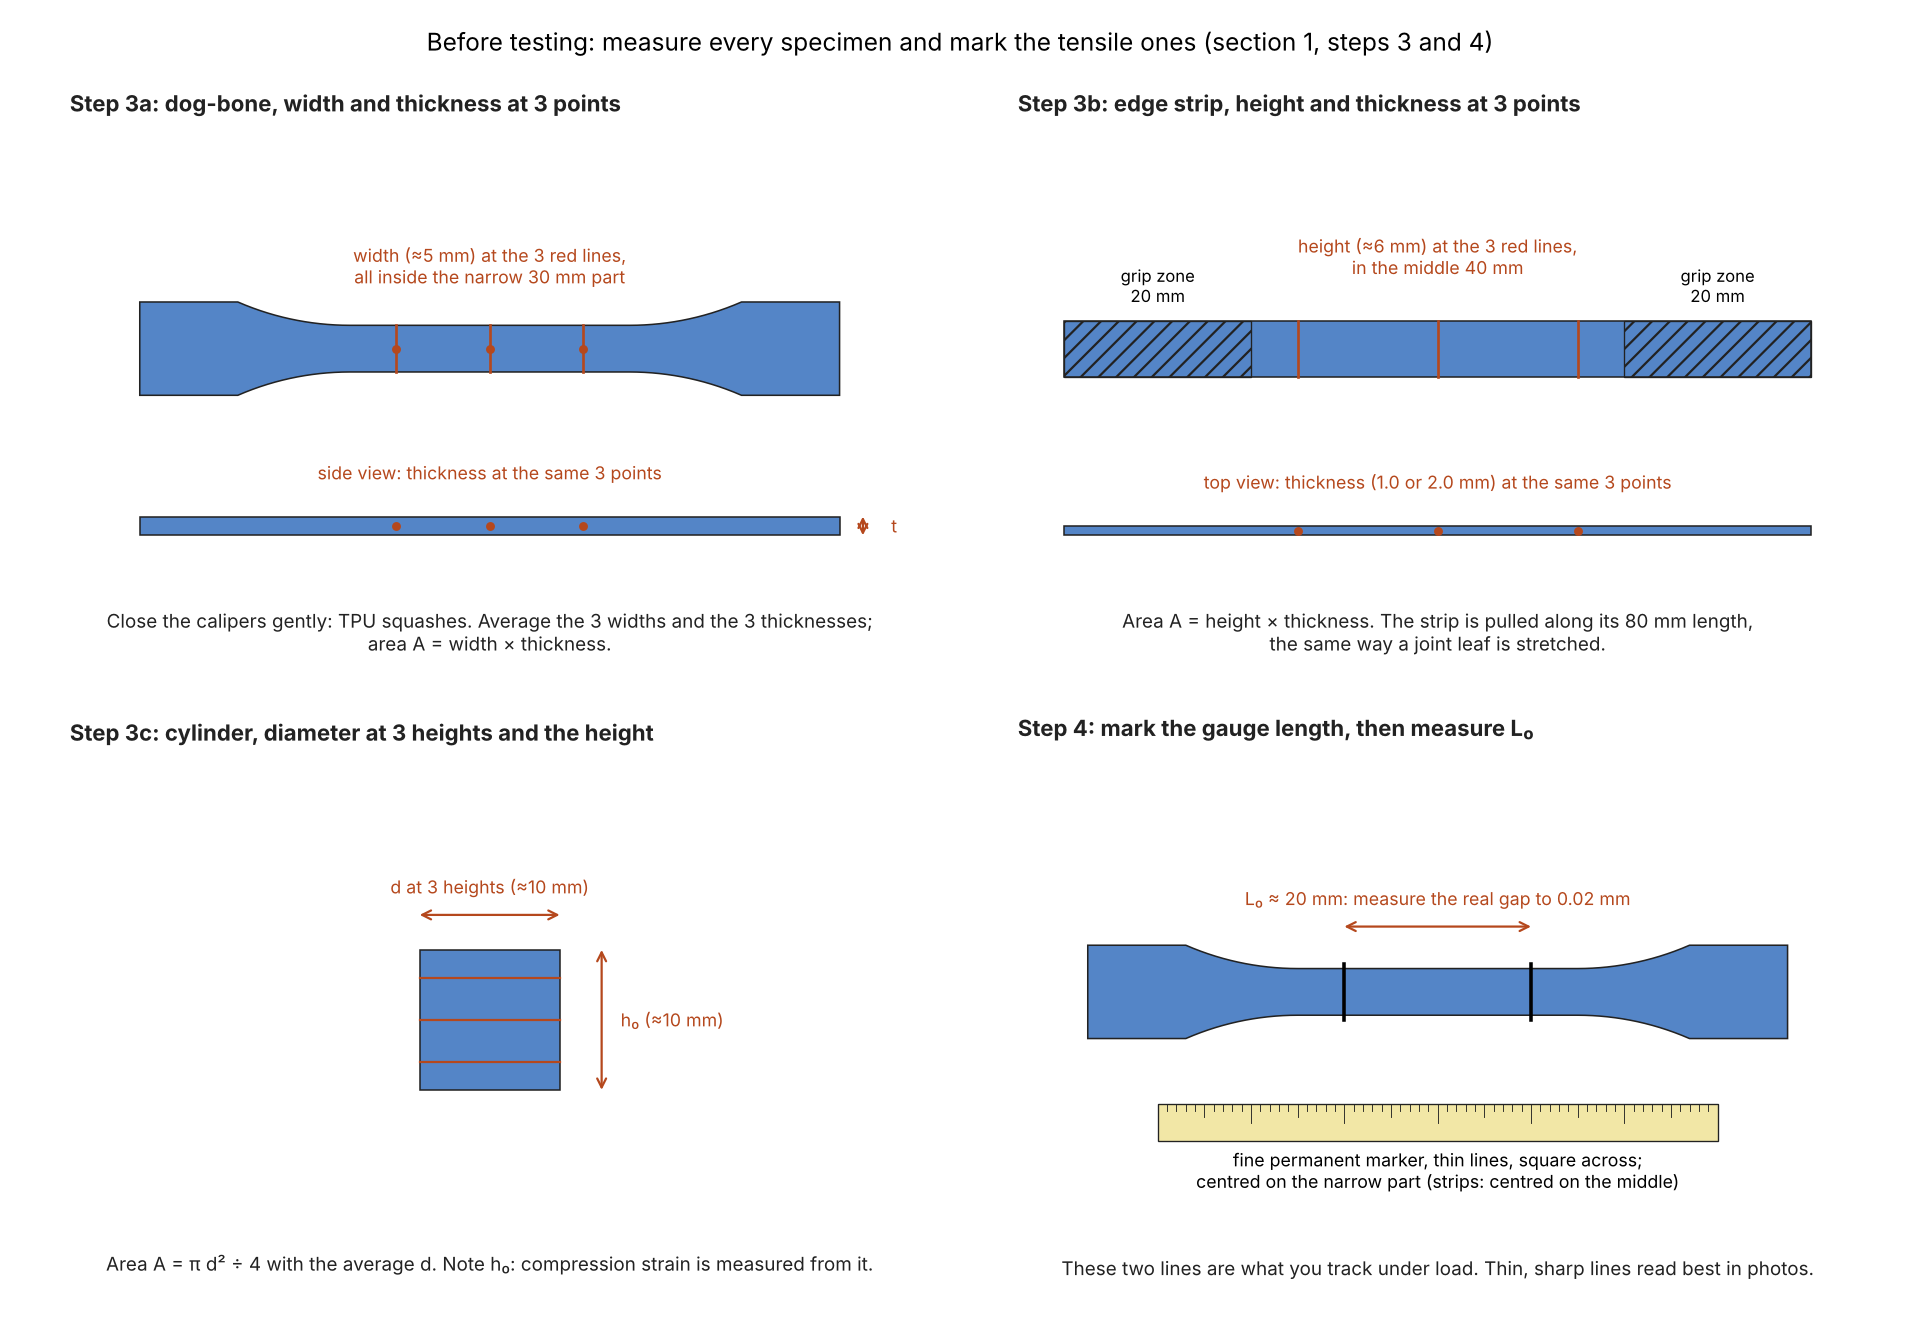 Before testing: measure every specimen and mark the tensile ones (section 1, steps 3 and 4)
Step 3a: dog-bone, width and thickness at 3 points
width (≈5 mm) at the 3 red lines,
all inside the narrow 30 mm part
side view: thickness at the same 3 points
t
Close the calipers gently: TPU squashes. Average the 3 widths and the 3 thicknesses;
area A = width × thickness.
Step 3b: edge strip, height and thickness at 3 points
height (≈6 mm) at the 3 red lines,
in the middle 40 mm
grip zone
20 mm
grip zone
20 mm
top view: thickness (1.0 or 2.0 mm) at the same 3 points
Area A = height × thickness. The strip is pulled along its 80 mm length,
the same way a joint leaf is stretched.
Step 3c: cylinder, diameter at 3 heights and the height
d at 3 heights (≈10 mm)
h₀ (≈10 mm)
Area A = π d² ÷ 4 with the average d. Note h₀: compression strain is measured from it.
Step 4: mark the gauge length, then measure L₀
L₀ ≈ 20 mm: measure the real gap to 0.02 mm
fine permanent marker, thin lines, square across;
centred on the narrow part (strips: centred on the middle)
These two lines are what you track under load. Thin, sharp lines read best in photos.